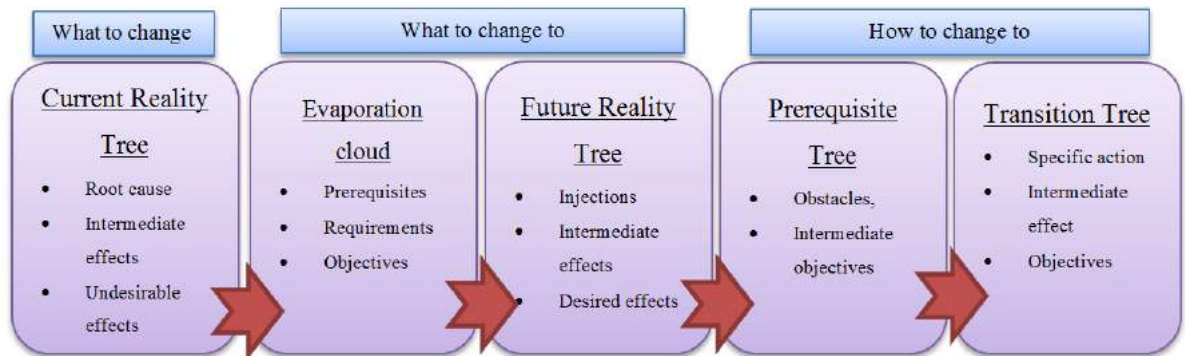 What to change
What to change to
How to change to
Current Reality
Tree
• Root cause
• Intermediate
effects
• Undesirable
effects
Evaporation
cloud
• Prerequisites
• Requirements
• Objectives
Future Reality
Tree
• Injections
• Intermediate
effects
• Desired effects
Prerequisite
Tree
• Obstacles,
• Intermediate
objectives
Transition Tree
• Specific action
• Intermediate
effect
• Objectives